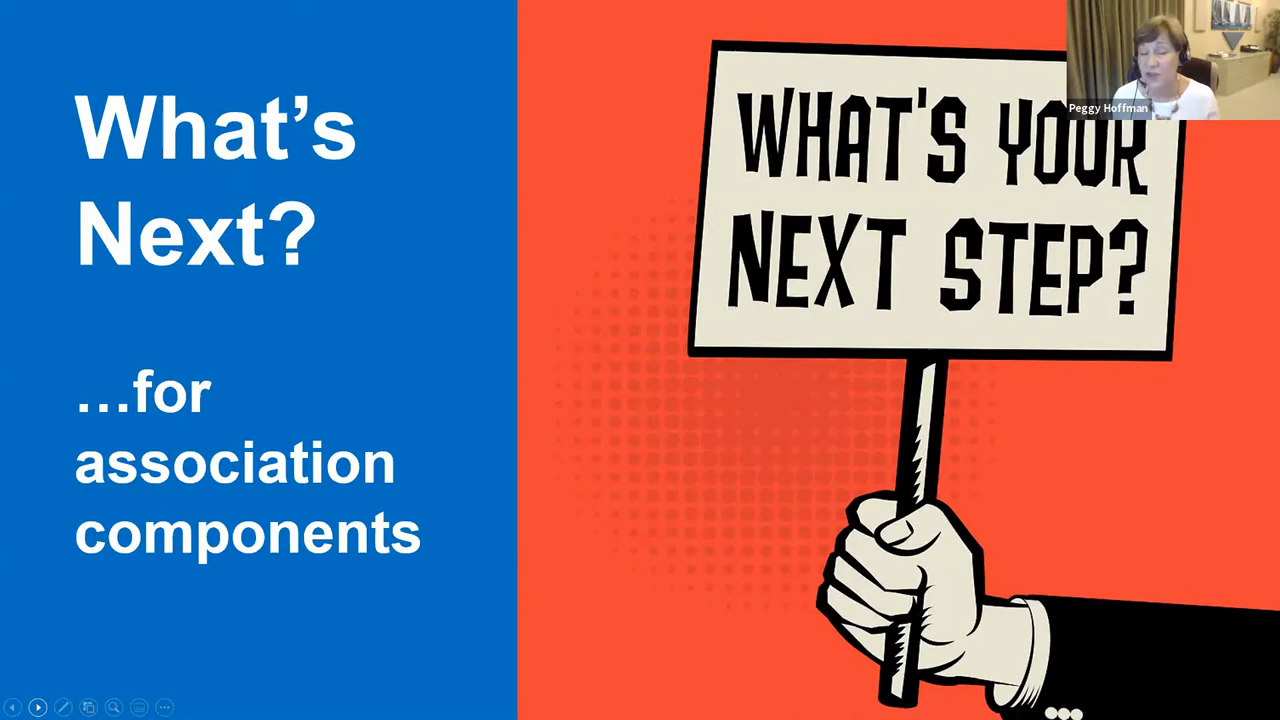 What's
Next?
…for
association
components
WHAT'S YOUR
NEXT STEP?
Peggy Hoffman